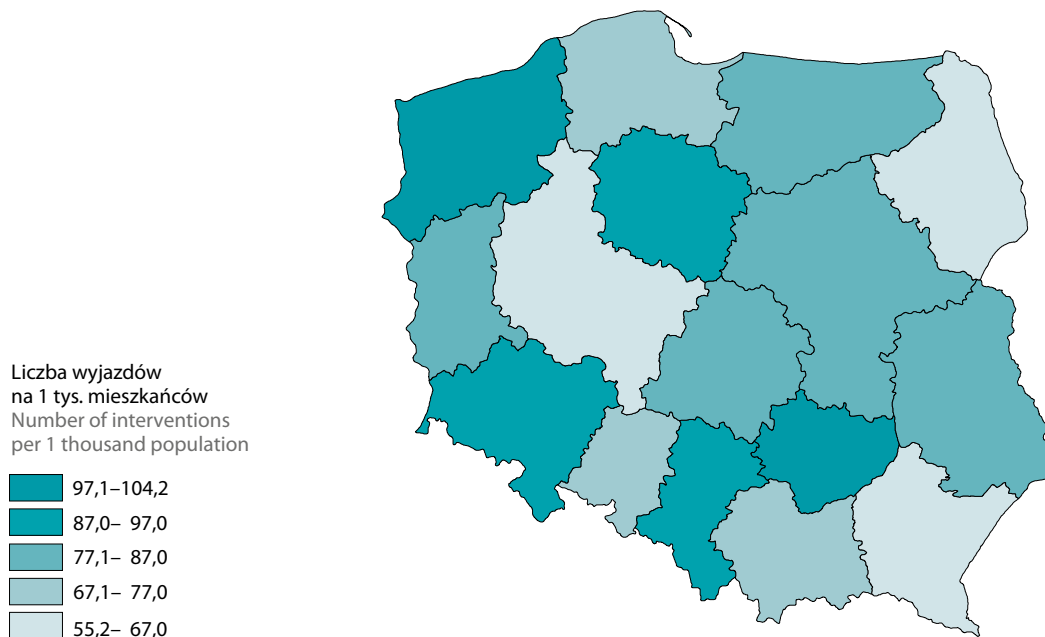 Liczba wyjazdów
na 1 tys. mieszkańców
Number of interventions
per 1 thousand population
97,1–104,2
87,0– 97,0
77,1– 87,0
67,1– 77,0
55,2– 67,0